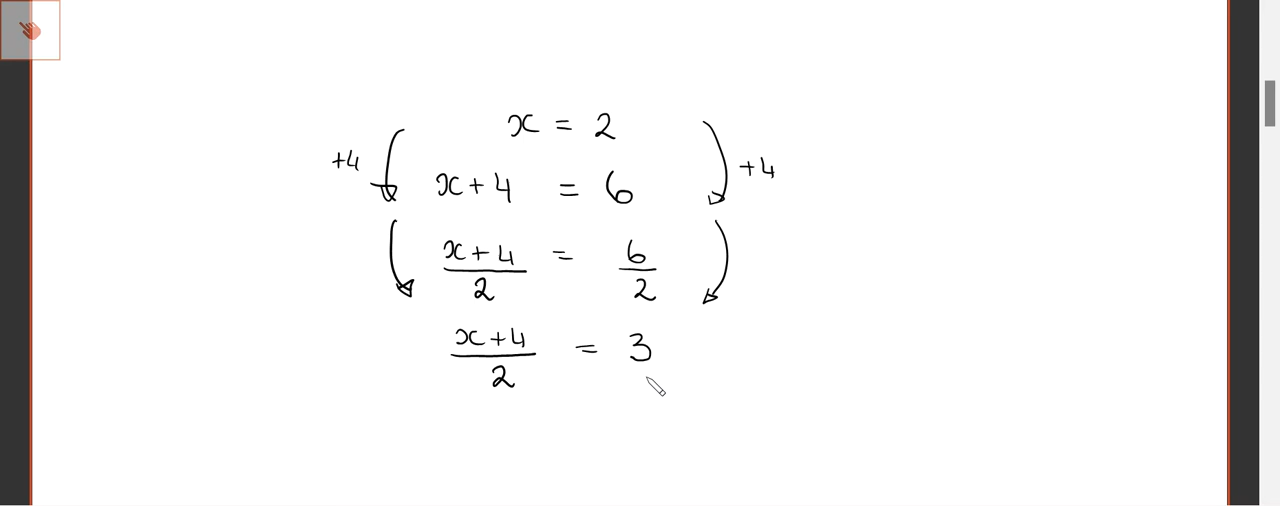 x = 2
+4 x + 4 = 6 +4
(x + 4)/2 = 6/2
(x + 4)/2 = 3